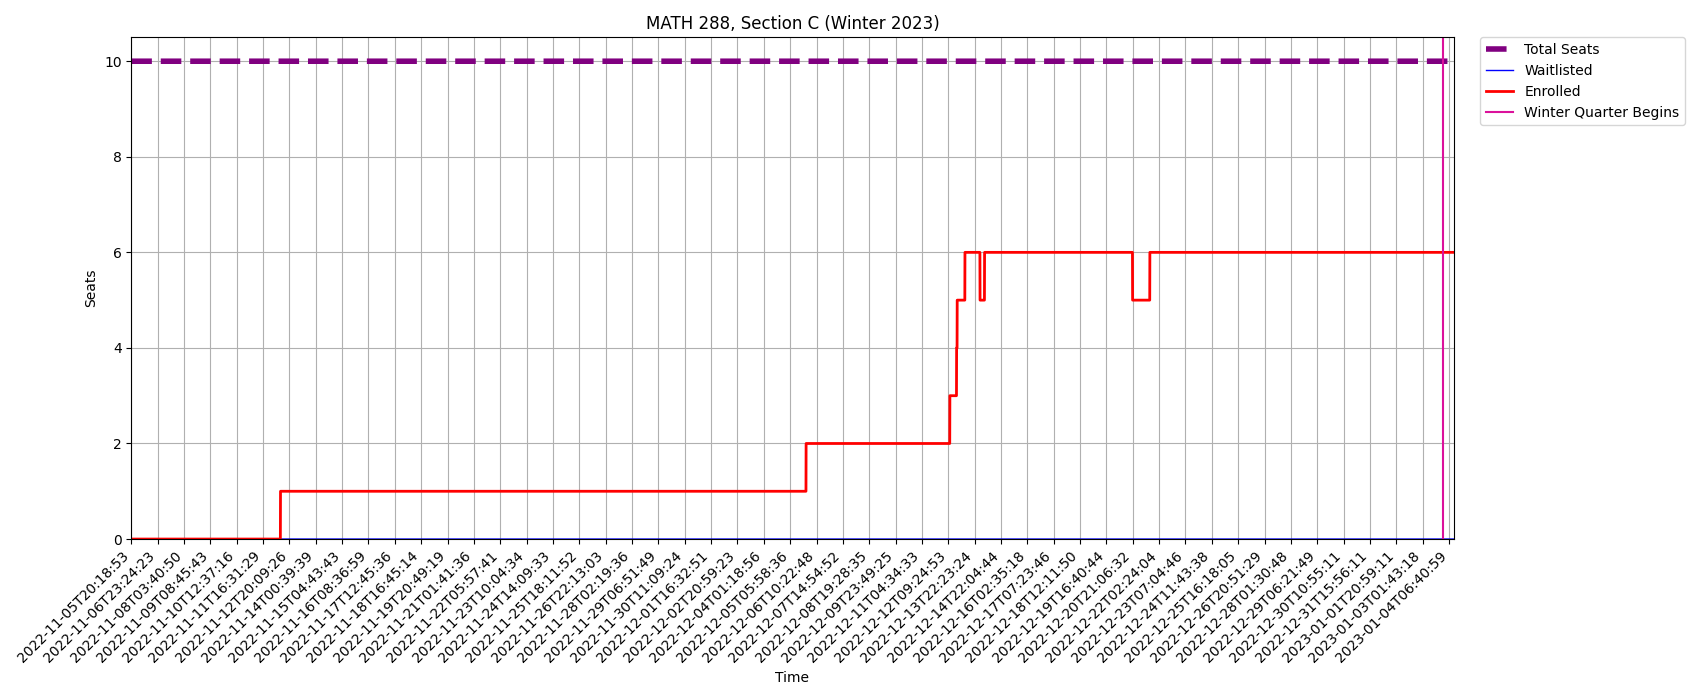 MATH 288, Section C (Winter 2023)
Total Seats
Waitlisted
Enrolled
Winter Quarter Begins
Seats
10
8
6
4
2
0
2022-11-05T20:18:53
2022-11-06T23:24:23
2022-11-08T03:40:50
2022-11-09T08:45:43
2022-11-10T12:37:16
2022-11-11T16:31:29
2022-11-12T20:09:26
2022-11-14T00:39:39
2022-11-15T04:43:43
2022-11-16T08:36:59
2022-11-17T12:45:36
2022-11-18T16:45:14
2022-11-19T20:49:19
2022-11-21T01:41:36
2022-11-22T05:57:41
2022-11-23T10:04:34
2022-11-24T14:09:33
2022-11-25T18:11:52
2022-11-26T22:13:03
2022-11-28T02:19:36
2022-11-29T06:51:49
2022-11-30T11:09:24
2022-12-01T16:32:51
2022-12-02T20:59:23
2022-12-04T01:18:56
2022-12-05T05:58:36
2022-12-06T10:22:48
2022-12-07T14:54:52
2022-12-08T19:28:35
2022-12-09T23:49:25
2022-12-11T04:34:33
2022-12-12T09:24:53
2022-12-13T17:23:24
2022-12-14T22:04:44
2022-12-16T02:35:18
2022-12-17T07:23:46
2022-12-18T12:11:50
2022-12-19T16:40:44
2022-12-20T21:06:32
2022-12-22T02:24:04
2022-12-23T07:04:46
2022-12-24T11:43:38
2022-12-25T16:18:05
2022-12-26T20:51:29
2022-12-28T01:30:48
2022-12-29T06:21:49
2022-12-30T10:55:11
2022-12-31T15:56:11
2023-01-01T20:59:11
2023-01-03T01:43:18
2023-01-04T06:40:59
Time